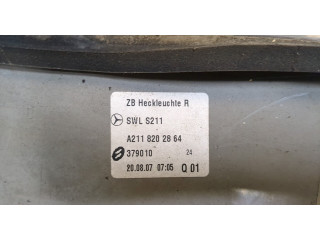 ZB Heckleuchte R
SWL S211
A211 820 28 64
379010 24
20.08.07 07:05 Q 01